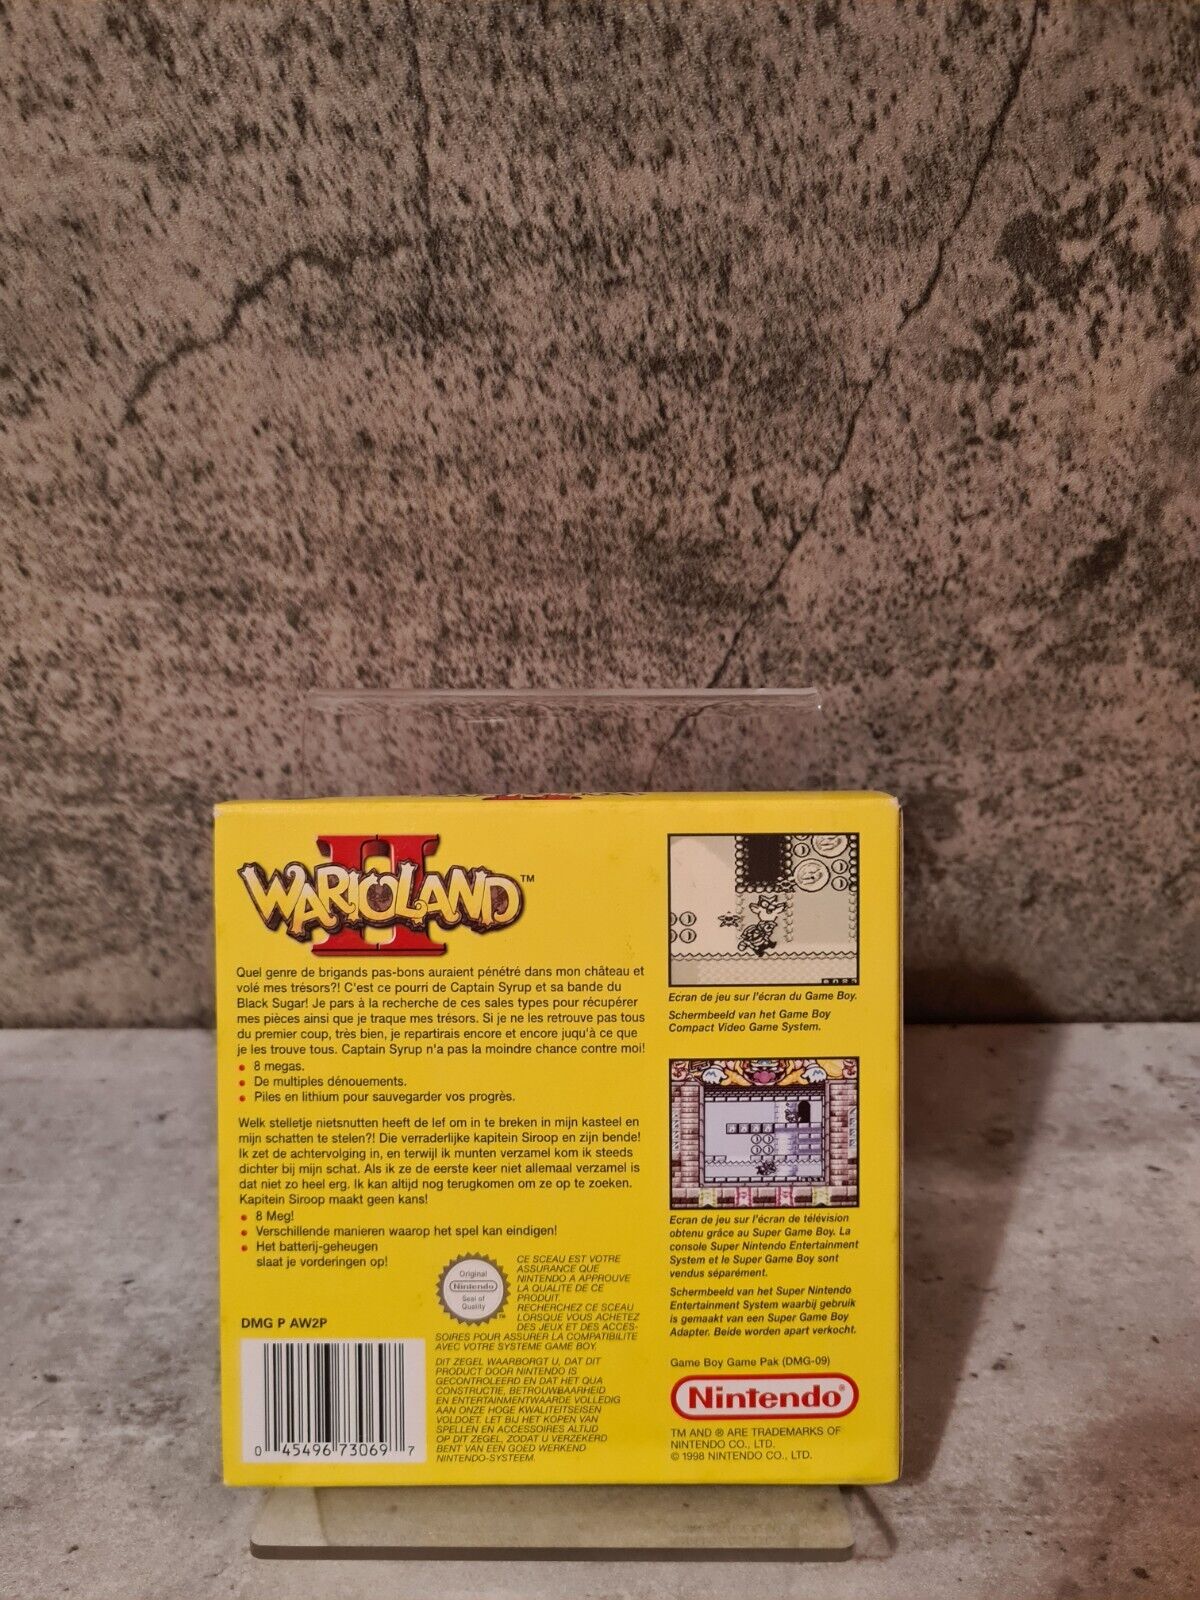 II
WARIOLAND™
Quel genre de brigands pas-bons auraient pénétré dans mon château et
volé mes trésors?! C'est ce pourri de Captain Syrup et sa bande du
Black Sugar! Je pars à la recherche de ces sales types pour récupérer
mes pièces ainsi que je traque mes trésors. Si je ne les retrouve pas tous
du premier coup, très bien, je repartirais encore et encore juqu'à ce que
je les trouve tous. Captain Syrup n'a pas la moindre chance contre moi!
• 8 megas.
• De multiples dénouements.
• Piles en lithium pour sauvegarder vos progrès.
Welk stelletje nietsnutten heeft de lef om in te breken in mijn kasteel en
mijn schatten te stelen?! Die verraderlijke kapitein Siroop en zijn bende!
Ik zet de achtervolging in, en terwijl ik munten verzamel kom ik steeds
dichter bij mijn schat. Als ik ze de eerste keer niet allemaal verzamel is
dat niet zo heel erg. Ik kan altijd nog terugkomen om ze op te zoeken.
Kapitein Siroop maakt geen kans!
• 8 Meg!
• Verschillende manieren waarop het spel kan eindigen!
• Het batterij-geheugen
slaat je vorderingen op!
DMG P AW2P
0 45496 73069 7
Original
Nintendo
Seal of
Quality
TM
CE SCEAU EST VOTRE
ASSURANCE QUE
NINTENDO A APPROUVE
LA QUALITE DE CE
PRODUIT.
RECHERCHEZ CE SCEAU
LORSQUE VOUS ACHETEZ
DES JEUX ET DES ACCES-
SOIRES POUR ASSURER LA COMPATIBILITE
AVEC VOTRE SYSTEME GAME BOY.
DIT ZEGEL WAARBORGT U, DAT DIT
PRODUCT DOOR NINTENDO IS
GECONTROLEERD EN DAT HET QUA
CONSTRUCTIE, BETROUWBAARHEID
EN ENTERTAINMENTWAARDE VOLLEDIG
AAN ONZE HOGE KWALITEITSEISEN
VOLDOET. LET BIJ HET KOPEN VAN
SPELLEN EN ACCESSOIRES ALTIJD
OP DIT ZEGEL, ZODAT U VERZEKERD
BENT VAN EEN GOED WERKEND
NINTENDO-SYSTEEM.
Ecran de jeu sur l'écran du Game Boy.
Schermbeeld van het Game Boy
Compact Video Game System.
Ecran de jeu sur l'écran de télévision
obtenu grâce au Super Game Boy. La
console Super Nintendo Entertainment
System et le Super Game Boy sont
vendus séparément.
Schermbeeld van het Super Nintendo
Entertainment System waarbij gebruik
is gemaakt van een Super Game Boy
Adapter. Beide worden apart verkocht.
Game Boy Game Pak (DMG-09)
Nintendo®
TM AND ® ARE TRADEMARKS OF
NINTENDO CO., LTD.
© 1998 NINTENDO CO., LTD.